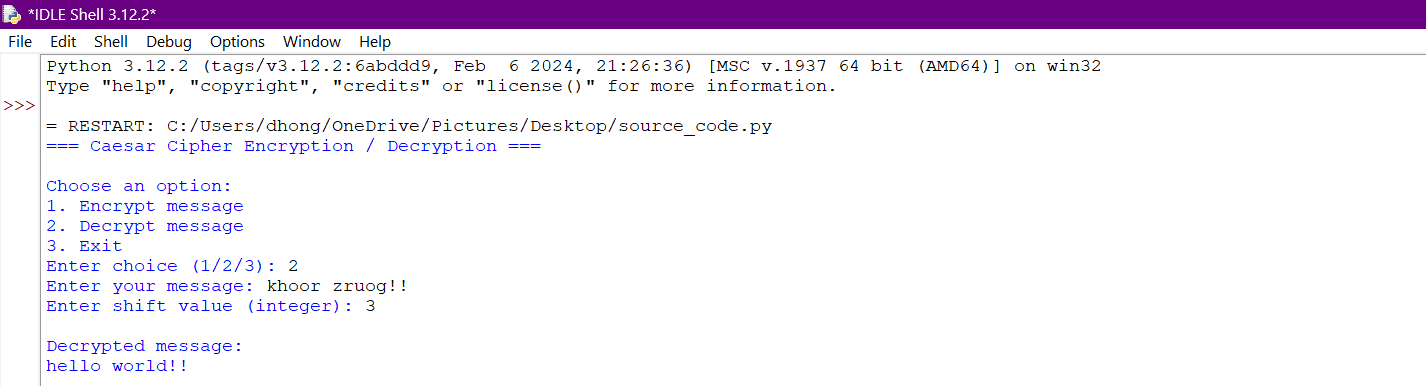 *IDLE Shell 3.12.2*
File Edit Shell Debug Options Window Help
Python 3.12.2 (tags/v3.12.2:6abddd9, Feb  6 2024, 21:26:36) [MSC v.1937 64 bit (AMD64)] on win32
Type "help", "copyright", "credits" or "license()" for more information.
>>>
= RESTART: C:/Users/dhong/OneDrive/Pictures/Desktop/source_code.py
=== Caesar Cipher Encryption / Decryption ===
Choose an option:
1. Encrypt message
2. Decrypt message
3. Exit
Enter choice (1/2/3): 2
Enter your message: khoor zruog!!
Enter shift value (integer): 3
Decrypted message:
hello world!!